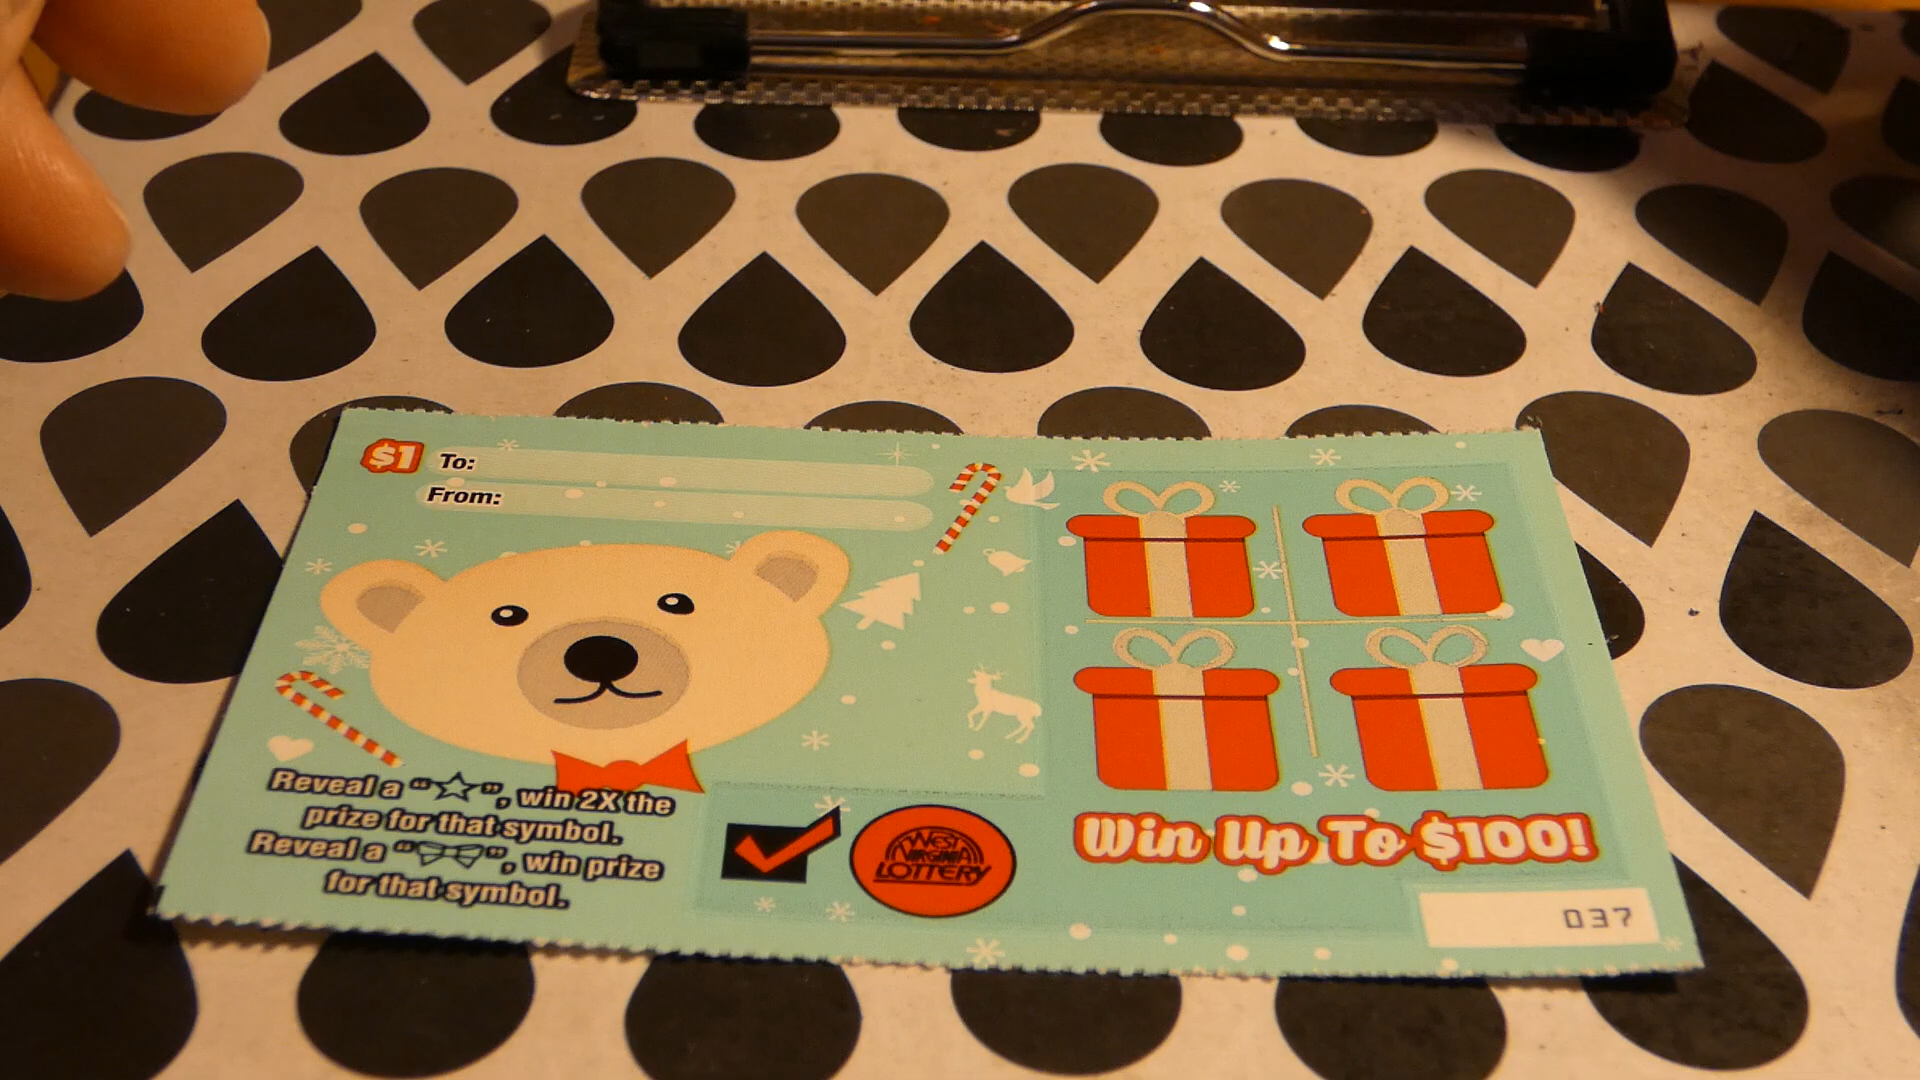 $1
To:
From:
Reveal a "☆", win 2X the
prize for that symbol.
Reveal a "", win prize
for that symbol.
WEST
VIRGINIA
LOTTERY
Win Up To $100!
037